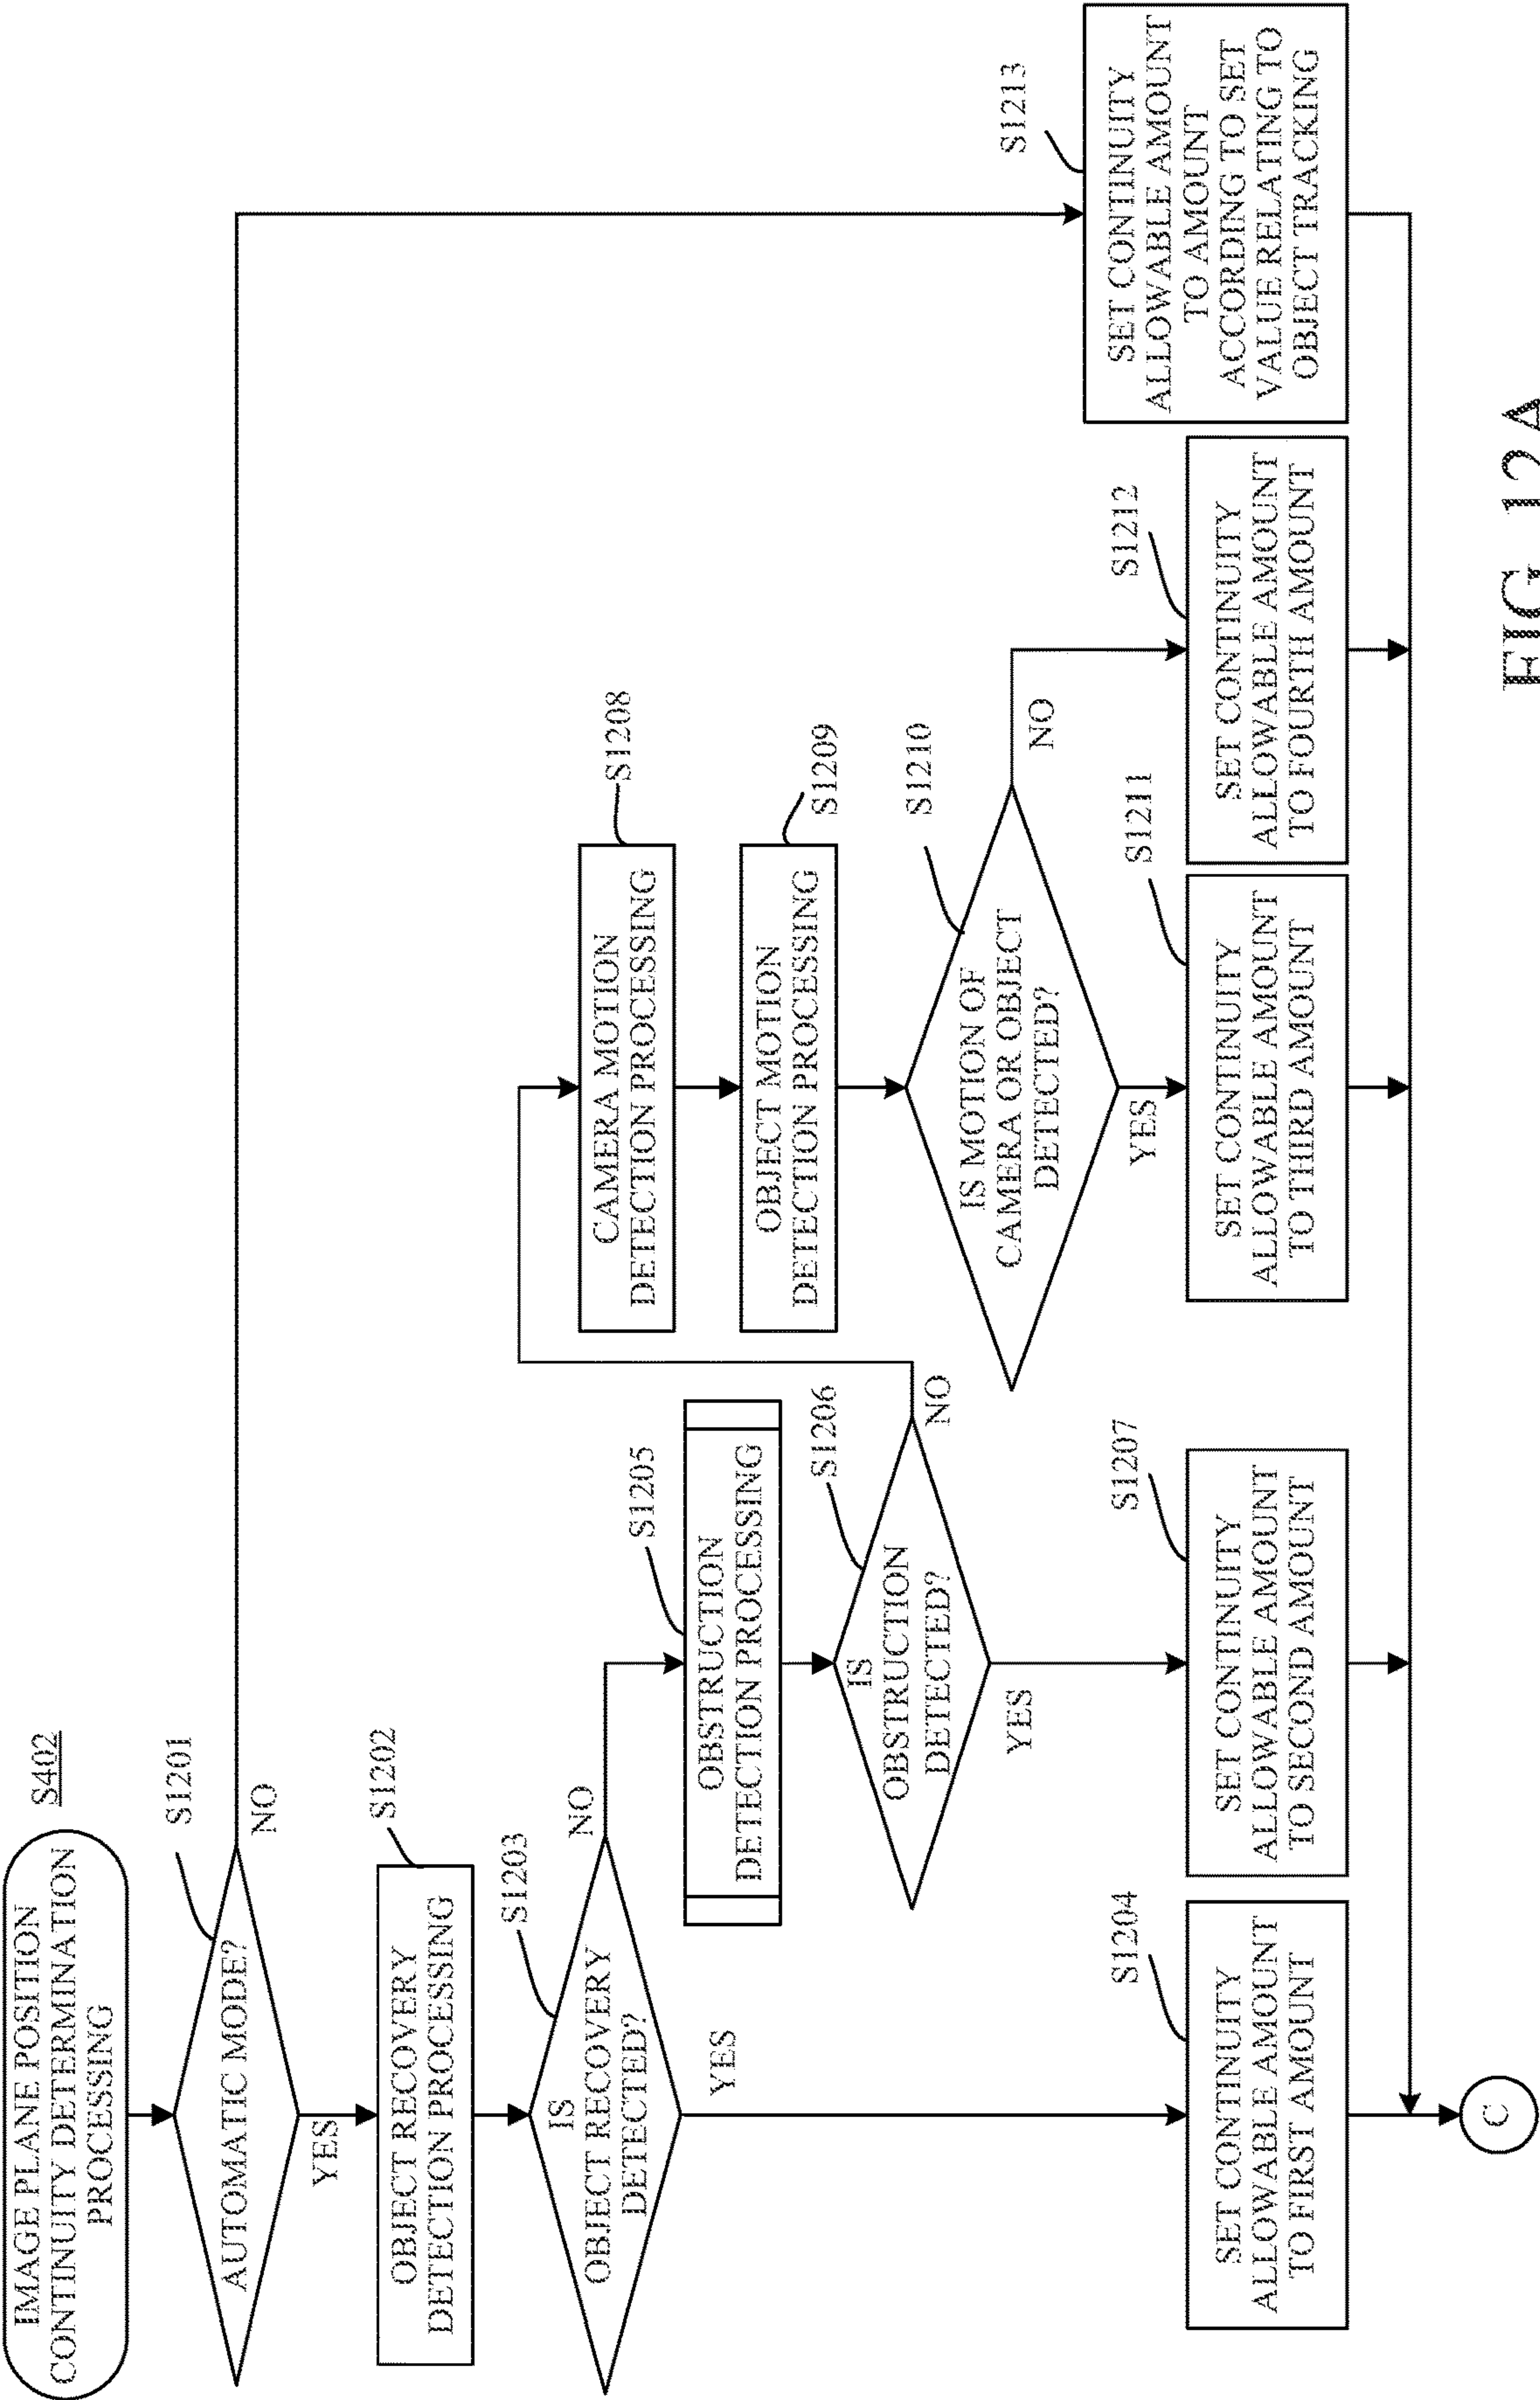 IMAGE PLANE POSITION
CONTINUITY DETERMINATION
PROCESSING
S402
S1201
AUTOMATIC MODE?
NO
YES
S1202
OBJECT RECOVERY
DETECTION PROCESSING
S1203
IS
OBJECT RECOVERY
DETECTED?
NO
YES
S1204
SET CONTINUITY
ALLOWABLE AMOUNT
TO FIRST AMOUNT
S1205
OBSTRUCTION
DETECTION PROCESSING
S1206
IS
OBSTRUCTION
DETECTED?
NO
YES
S1207
SET CONTINUITY
ALLOWABLE AMOUNT
TO SECOND AMOUNT
S1208
CAMERA MOTION
DETECTION PROCESSING
S1209
OBJECT MOTION
DETECTION PROCESSING
S1210
IS MOTION OF
CAMERA OR OBJECT
DETECTED?
NO
YES
S1211
SET CONTINUITY
ALLOWABLE AMOUNT
TO THIRD AMOUNT
S1212
SET CONTINUITY
ALLOWABLE AMOUNT
TO FOURTH AMOUNT
S1213
SET CONTINUITY
ALLOWABLE AMOUNT
TO AMOUNT
ACCORDING TO SET
VALUE RELATING TO
OBJECT TRACKING
C
FIG. 12A